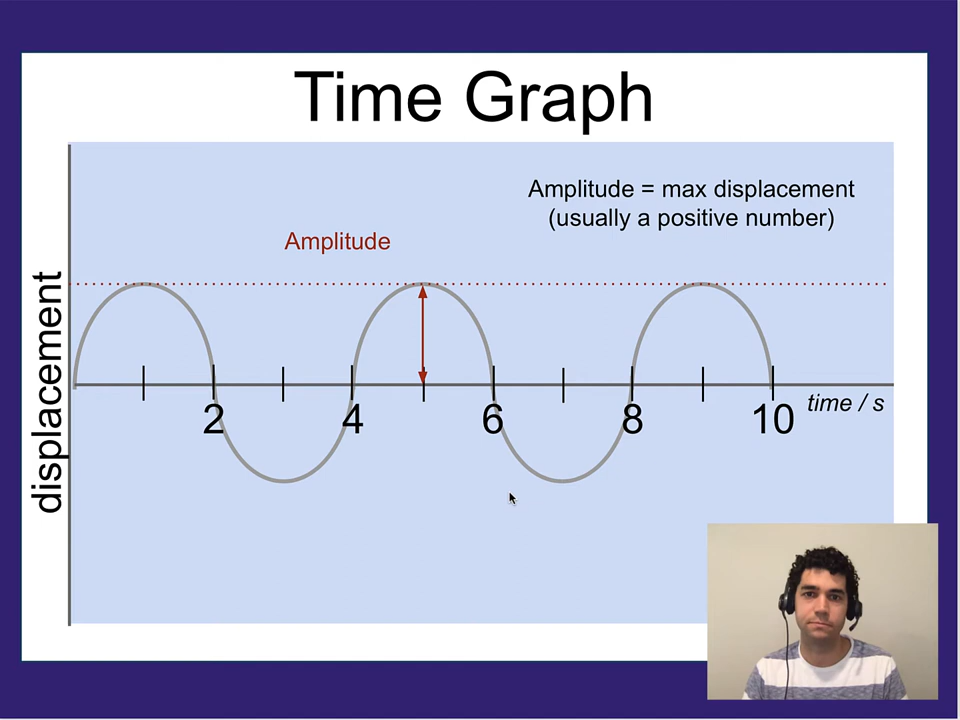 Time Graph
Amplitude = max displacement
(usually a positive number)
Amplitude
displacement
2 4 6 8 10
time / s